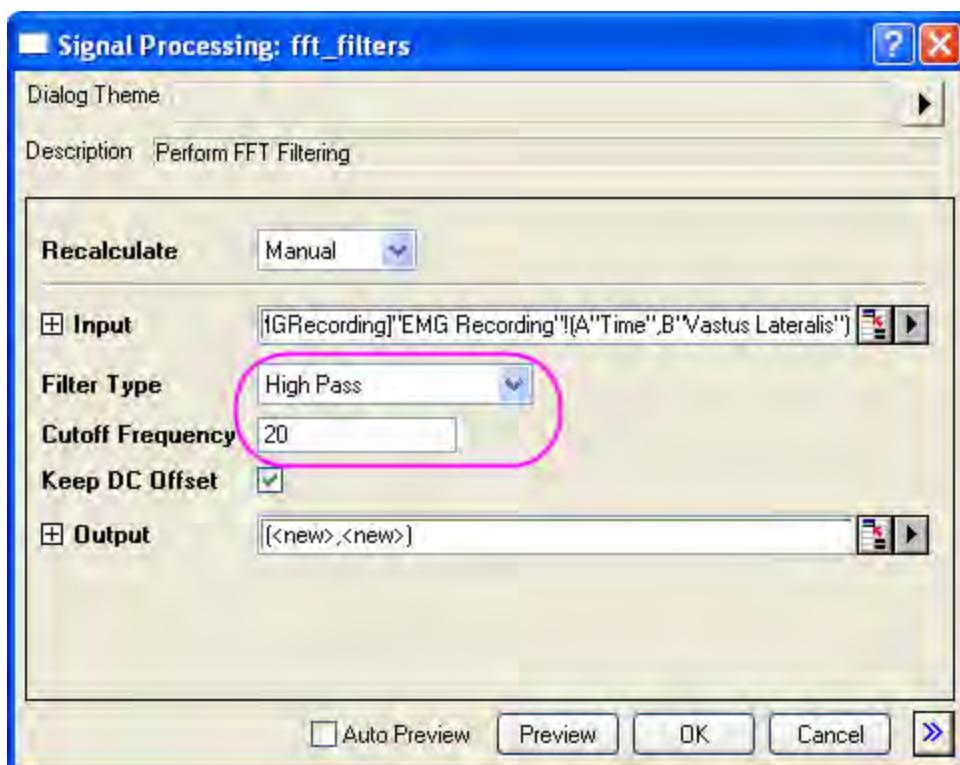 Signal Processing: fft_filters
Dialog Theme
Description Perform FFT Filtering
Recalculate Manual
Input GRecording]"EMG Recording"!(A"Time",B"Vastus Lateralis")
Filter Type High Pass
Cutoff Frequency 20
Keep DC Offset
Output (<new>,<new>)
Auto Preview Preview OK Cancel